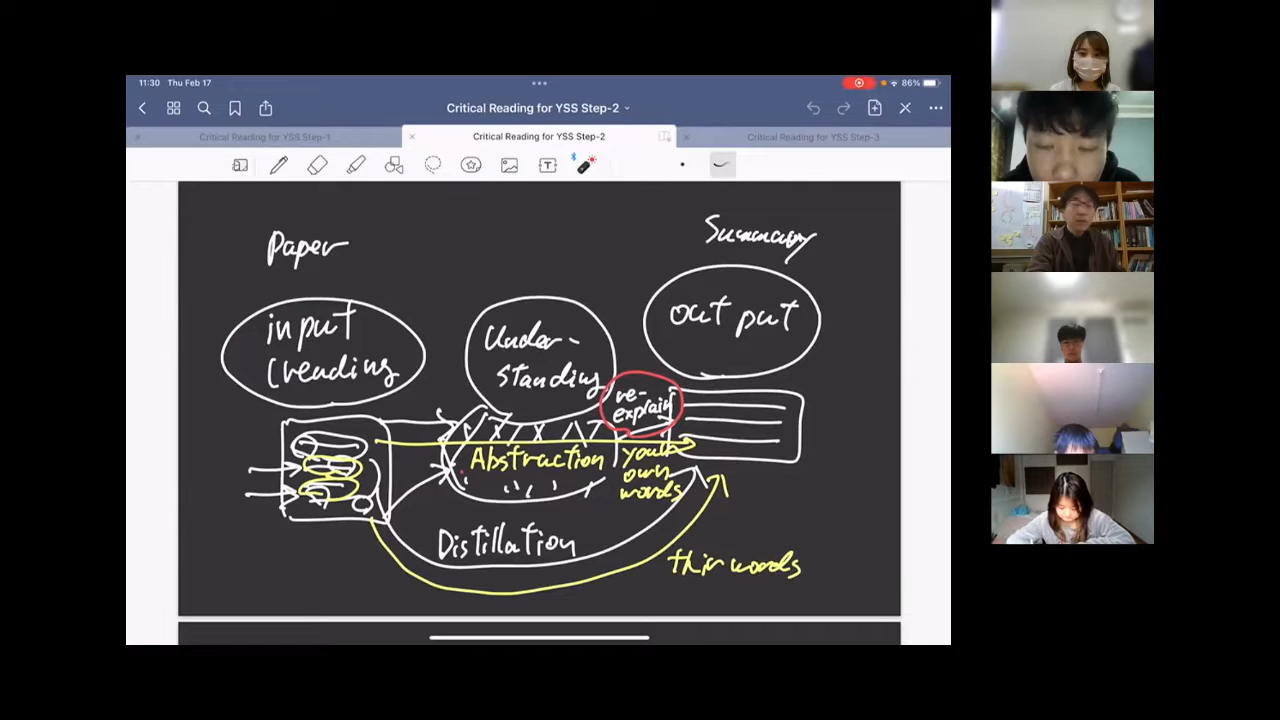 11:30 Thu Feb 17
86%
Critical Reading for YSS Step-2
Critical Reading for YSS Step-1
Critical Reading for YSS Step-2
Critical Reading for YSS Step-3
T
Paper
Summary
input
(reading
Under-
standing
output
re-
explain
Abstraction
your
own
words
Distillation
their words